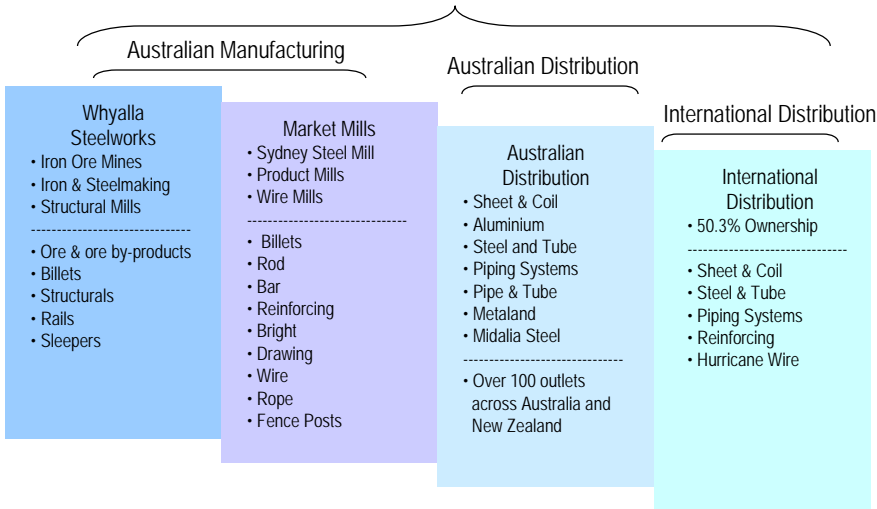 Australian Manufacturing
Australian Distribution
International Distribution
Whyalla
Steelworks
• Iron Ore Mines
• Iron & Steelmaking
• Structural Mills
-------------------------------
• Ore & ore by-products
• Billets
• Structurals
• Rails
• Sleepers
Market Mills
• Sydney Steel Mill
• Product Mills
• Wire Mills
-------------------------------
• Billets
• Rod
• Bar
• Reinforcing
• Bright
• Drawing
• Wire
• Rope
• Fence Posts
Australian
Distribution
• Sheet & Coil
• Aluminium
• Steel and Tube
• Piping Systems
• Pipe & Tube
• Metaland
• Midalia Steel
-------------------------------
• Over 100 outlets
across Australia and
New Zealand
International
Distribution
• 50.3% Ownership
-------------------------------
• Sheet & Coil
• Steel & Tube
• Piping Systems
• Reinforcing
• Hurricane Wire